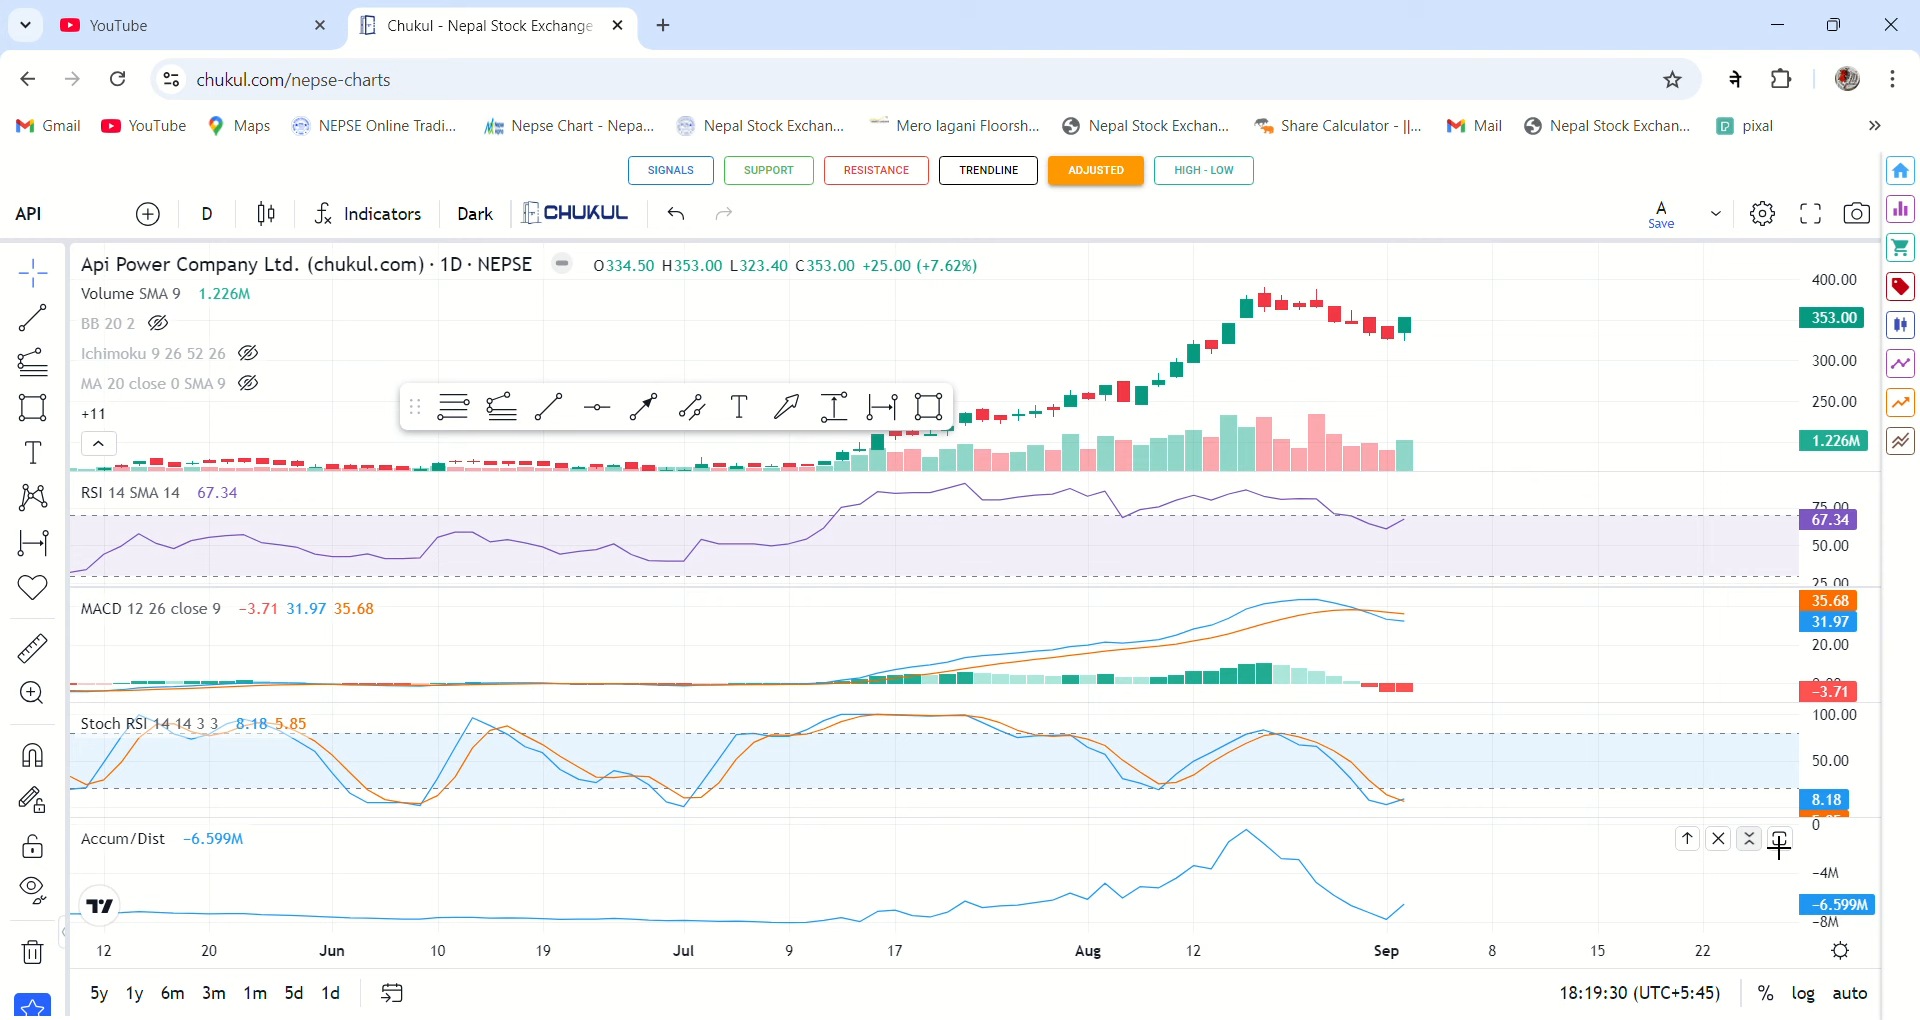 YouTube
Chukul - Nepal Stock Exchange
chukul.com/nepse-charts
ने
Gmail YouTube Maps NEPSE Online Tradi... Nepse Chart - Nepa... Nepal Stock Exchan... Mero lagani Floorsh... Nepal Stock Exchan... Share Calculator - ||... Mail Nepal Stock Exchan... pixal
SIGNALS SUPPORT RESISTANCE TRENDLINE ADJUSTED HIGH - LOW
API D Indicators Dark CHUKUL A
Save
Api Power Company Ltd. (chukul.com) · 1D · NEPSE O334.50 H353.00 L323.40 C353.00 +25.00 (+7.62%)
Volume SMA 9 1.226M
BB 20 2
Ichimoku 9 26 52 26
MA 20 close 0 SMA 9
+11
400.00
353.00
300.00
250.00
1.226M
RSI 14 SMA 14 67.34
75.00
67.34
50.00
25.00
MACD 12 26 close 9 -3.71 31.97 35.68
35.68
31.97
20.00
-3.71
Stoch RSI 14 14 3 3 8.18 5.85
100.00
50.00
8.18
Accum/Dist -6.599M
0
-4M
-6.599M
-8M
12 20 Jun 10 19 Jul 9 17 Aug 12 Sep 8 15 22
5y 1y 6m 3m 1m 5d 1d 18:19:30 (UTC+5:45) % log auto